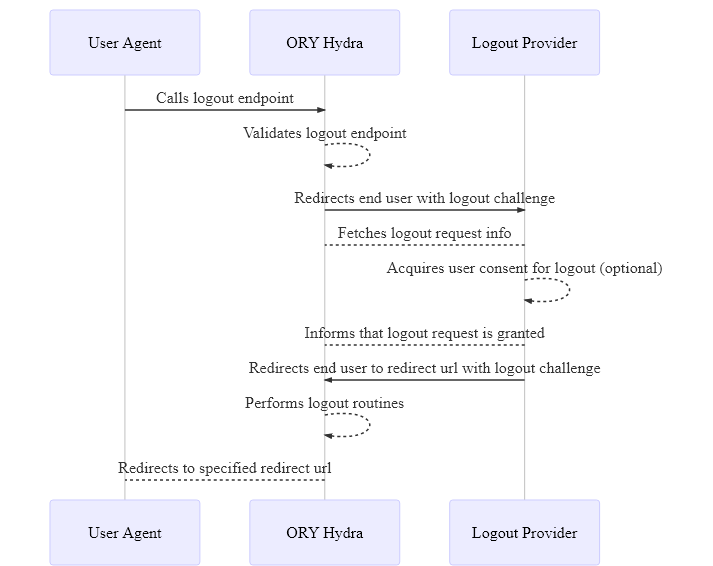 User Agent
ORY Hydra
Logout Provider
Calls logout endpoint
Validates logout endpoint
Redirects end user with logout challenge
Fetches logout request info
Acquires user consent for logout (optional)
Informs that logout request is granted
Redirects end user to redirect url with logout challenge
Performs logout routines
Redirects to specified redirect url
User Agent
ORY Hydra
Logout Provider